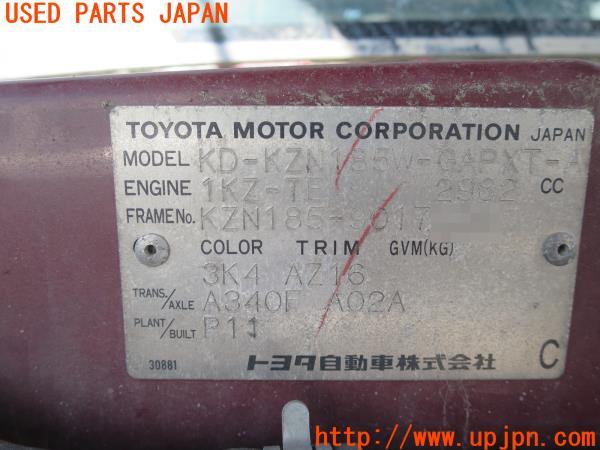 USED PARTS JAPAN
TOYOTA MOTOR CORPORATION JAPAN
MODEL KD-KZN185W-GAPXT-A
ENGINE 1KZ-TE 2982 CC
FRAME No. KZN185-9017
COLOR TRIM GVM(KG)
3K4 AZ16
TRANS./AXLE A340F A02A
PLANT/BUILT P11
30881 トヨタ自動車株式会社 C
http://www.upjpn.com/